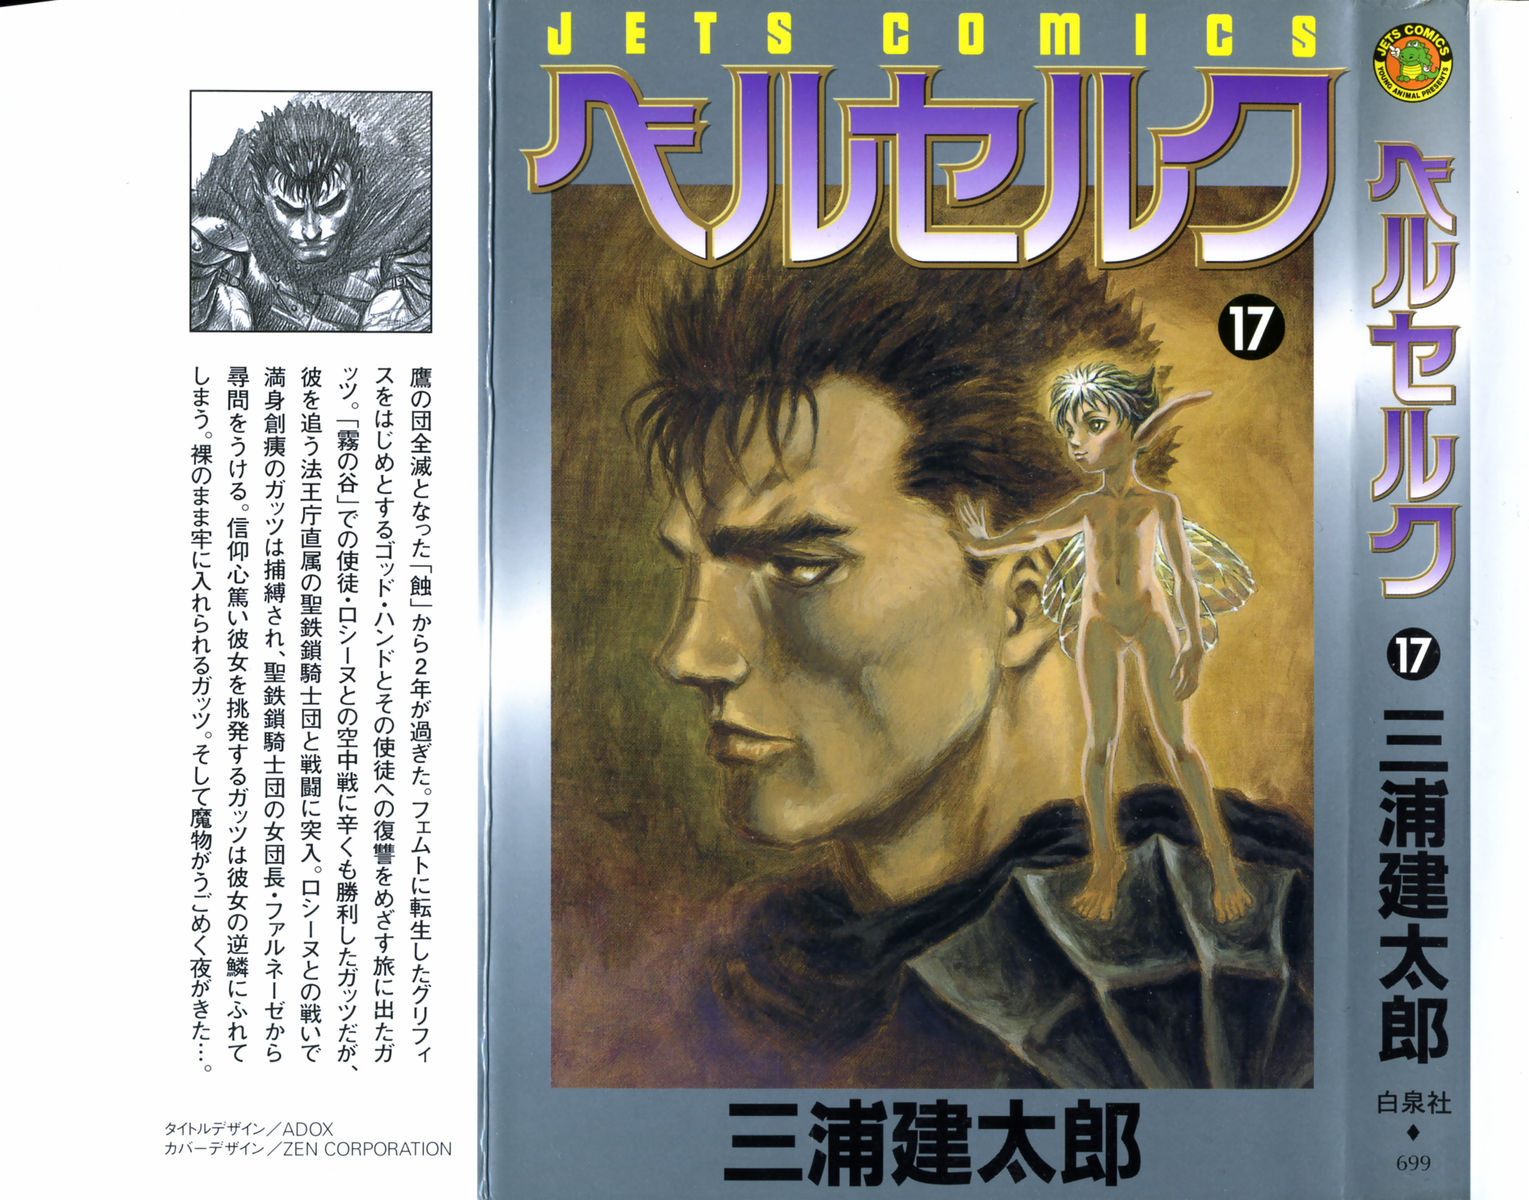 鷹の団全滅となった「蝕」から2年が過ぎた。フェムトに転生したグリフィ
スをはじめとするゴッド・ハンドとその使徒への復讐をめざす旅に出たガ
ッツ。「霧の谷」での使徒・ロシーヌとの空中戦に辛くも勝利したガッツだが、
彼を追う法王庁直属の聖鉄鎖騎士団と戦闘に突入。ロシーヌとの戦いで
満身創痍のガッツは捕縛され、聖鉄鎖騎士団の女団長・ファルネーゼから
尋問をうける。信仰心篤い彼女を挑発するガッツは彼女の逆鱗にふれて
しまう。裸のまま牢に入れられるガッツ。そして魔物がうごめく夜がきた…。
タイトルデザイン／ADOX
カバーデザイン／ZEN CORPORATION
JETS COMICS
ベルセルク
17
三浦建太郎
JETS COMICS
YOUNG ANIMAL PRESENTS
ベルセルク
17
三浦建太郎
白泉社
♦
699